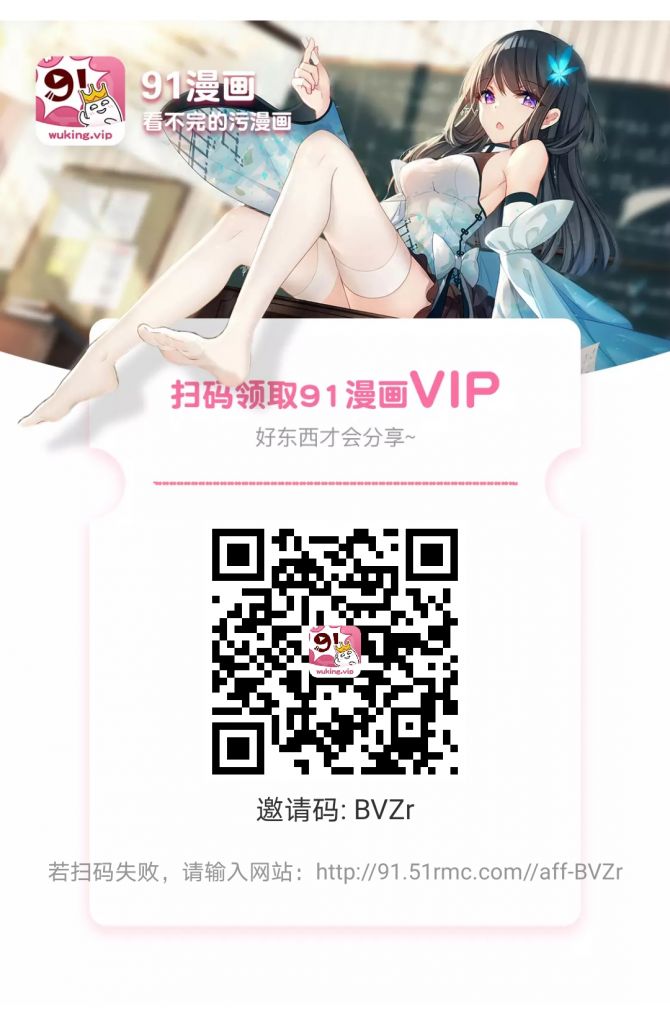 91
wuking.vip
91漫画
看不完的污漫画
扫码领取91漫画VIP
好东西才会分享~
91
wuking.vip
邀请码: BVZr
若扫码失败，请输入网站：http://91.51rmc.com//aff-BVZr